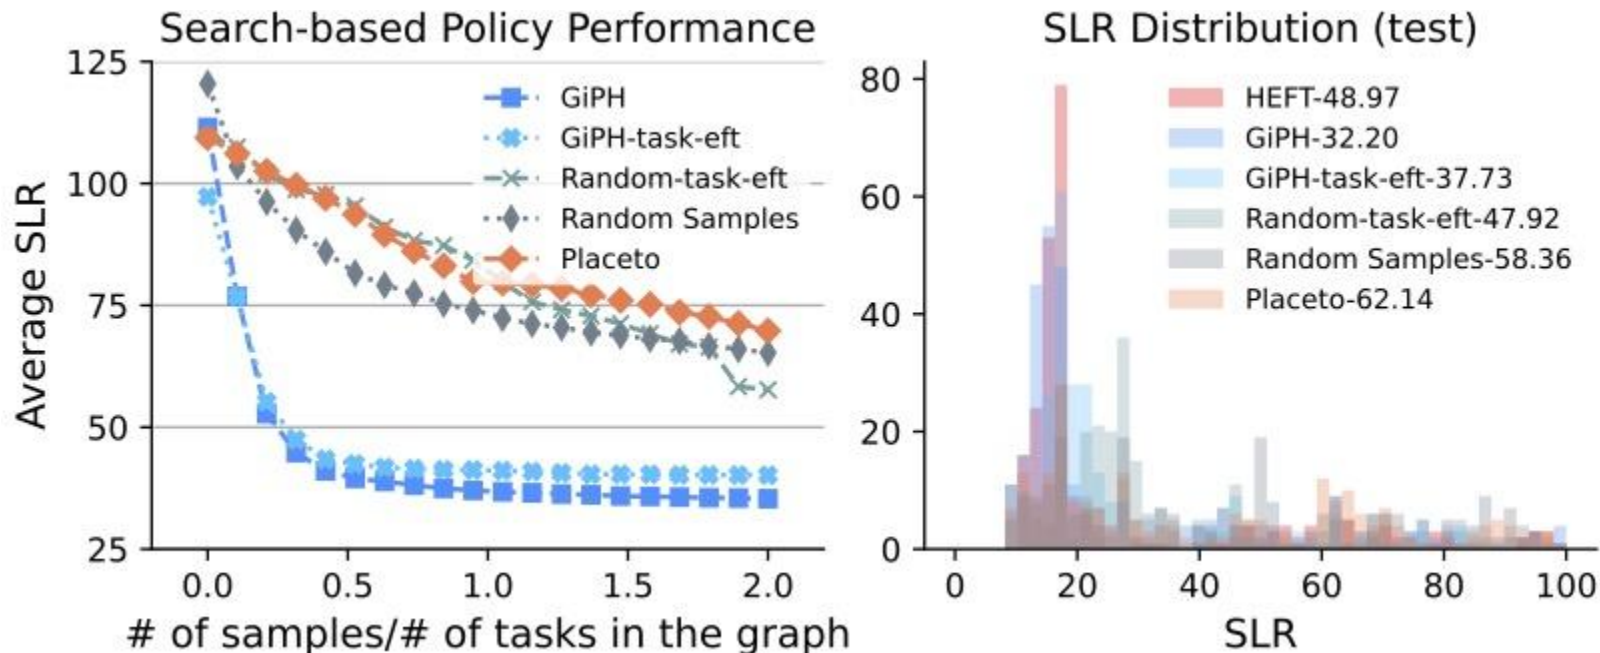 Search-based Policy Performance
125
100
75
50
25
Average SLR
GiPH
GiPH-task-eft
Random-task-eft
Random Samples
Placeto
0.0 0.5 1.0 1.5 2.0
# of samples/# of tasks in the graph
SLR Distribution (test)
80
60
40
20
0
HEFT-48.97
GiPH-32.20
GiPH-task-eft-37.73
Random-task-eft-47.92
Random Samples-58.36
Placeto-62.14
0 20 40 60 80 100
SLR